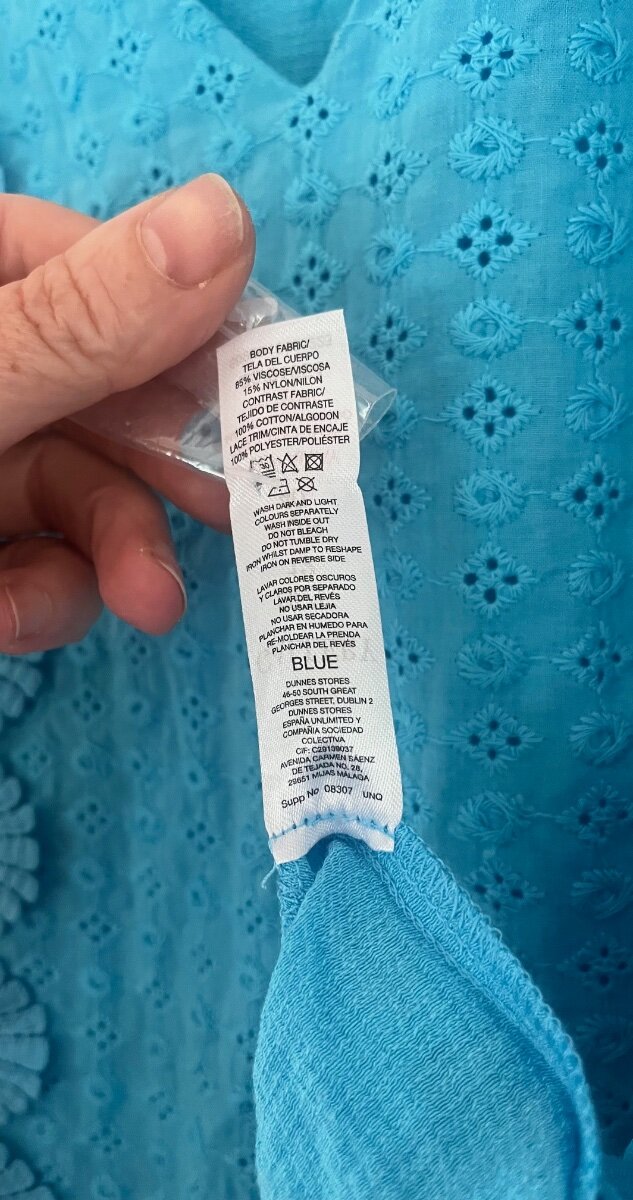 BODY FABRIC/
TELA DEL CUERPO
85% VISCOSE/VISCOSA
15% NYLON/NILON
CONTRAST FABRIC/
TEJIDO DE CONTRASTE
100% COTTON/ALGODON
LACE TRIM/CINTA DE ENCAJE
100% POLYESTER/POLIÉSTER
WASH DARK AND LIGHT
COLOURS SEPARATELY
WASH INSIDE OUT
DO NOT BLEACH
DO NOT TUMBLE DRY
IRON WHILST DAMP TO RESHAPE
IRON ON REVERSE SIDE
LAVAR COLORES OSCUROS
Y CLAROS POR SEPARADO
LAVAR DEL REVÉS
NO USAR LEJIA
NO USAR SECADORA
PLANCHAR EN HUMEDO PARA
RE-MOLDEAR LA PRENDA
PLANCHAR DEL REVÉS
BLUE
DUNNES STORES
46-50 SOUTH GREAT
GEORGES STREET, DUBLIN 2
DUNNES STORES
ESPAÑA UNLIMITED Y
COMPAÑIA SOCIEDAD
COLECTIVA
CIF: C29139037
AVENIDA CARMEN SAENZ
DE TEJADA NO. 28,
29651 MIJAS MALAGA
Supp No 08307 UNQ